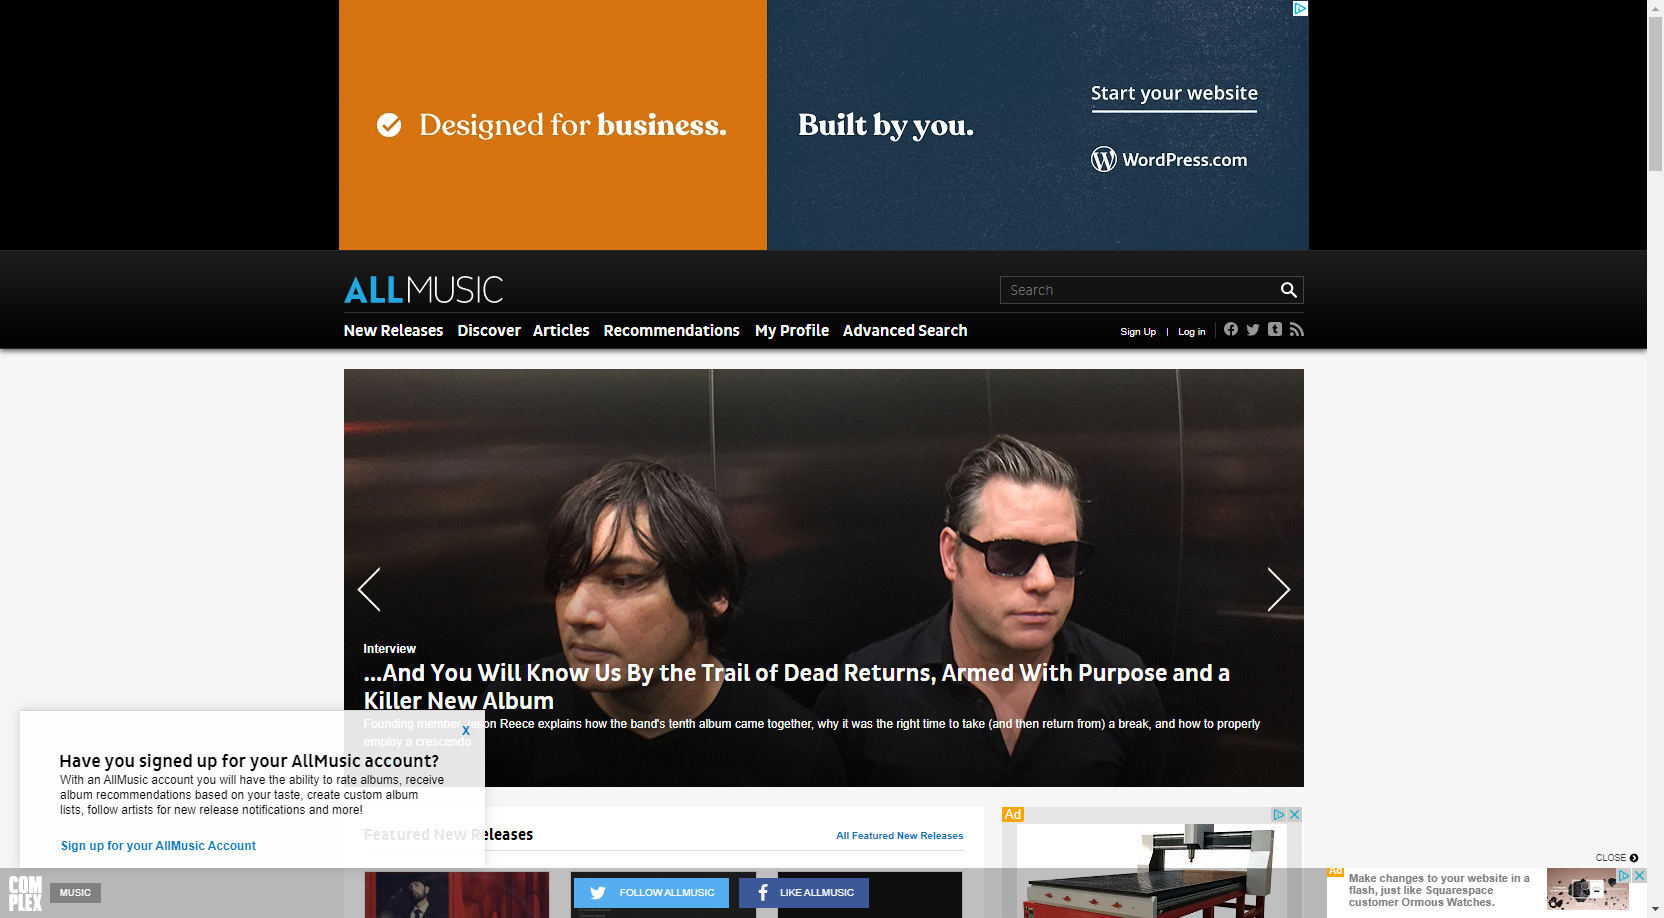 Designed for business.
Built by you.
Start your website
WordPress.com
ALLMUSIC
Search
New Releases Discover Articles Recommendations My Profile Advanced Search
Sign Up | Log in
Interview
...And You Will Know Us By the Trail of Dead Returns, Armed With Purpose and a
Killer New Album
Founding member Jason Reece explains how the band's tenth album came together, why it was the right time to take (and then return from) a break, and how to properly
employ a crescendo.
X
Have you signed up for your AllMusic account?
With an AllMusic account you will have the ability to rate albums, receive
album recommendations based on your taste, create custom album
lists, follow artists for new release notifications and more!
Sign up for your AllMusic Account
Featured New Releases
All Featured New Releases
Ad
CLOSE
COM
PLEX
MUSIC
FOLLOW ALLMUSIC
LIKE ALLMUSIC
Ad
Make changes to your website in a
flash, just like Squarespace
customer Ormous Watches.